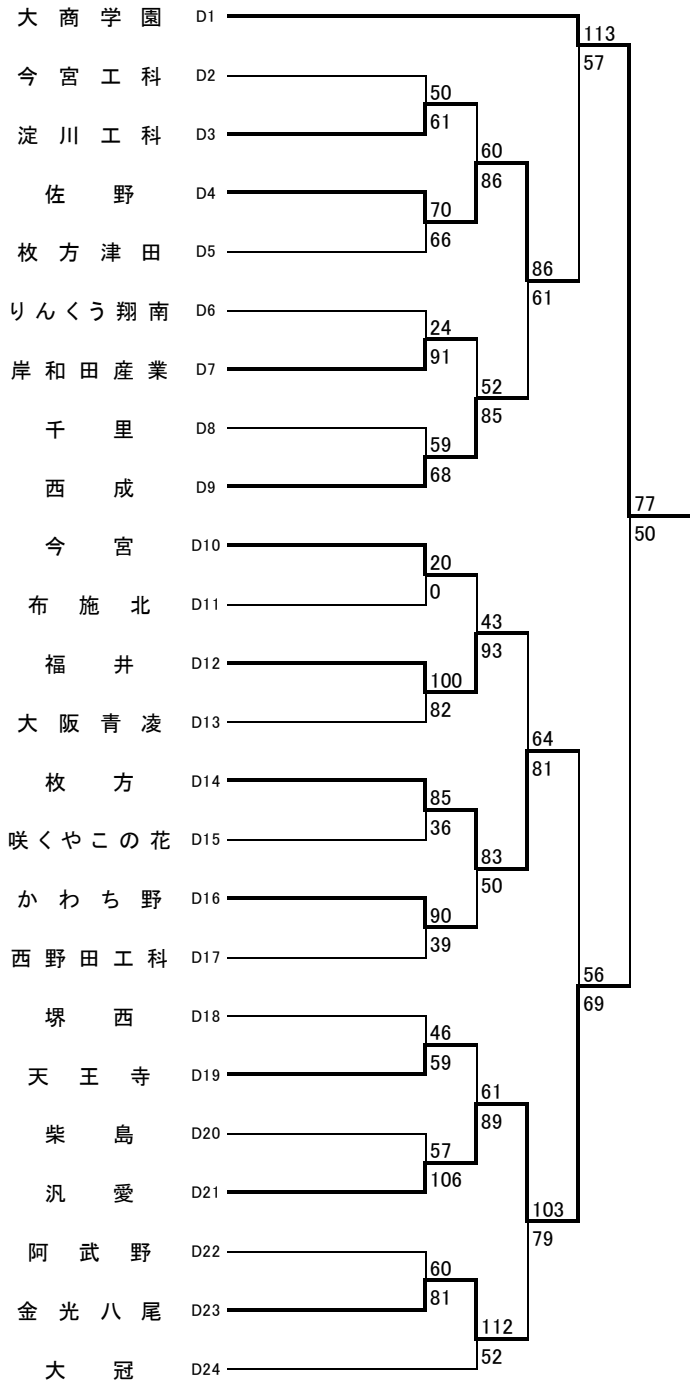 大商学園 D1
113
57
今宮工科 D2
50
61
淀川工科 D3
60
86
佐野 D4
70
66
枚方津田 D5
86
61
りんくう翔南 D6
24
91
岸和田産業 D7
52
85
千里 D8
59
68
西成 D9
77
50
今宮 D10
20
0
布施北 D11
43
93
福井 D12
100
82
大阪青凌 D13
64
81
枚方 D14
85
36
咲くやこの花 D15
83
50
かわち野 D16
90
39
西野田工科 D17
56
69
堺西 D18
46
59
天王寺 D19
61
89
柴島 D20
57
106
汎愛 D21
103
79
阿武野 D22
60
81
金光八尾 D23
112
52
大冠 D24